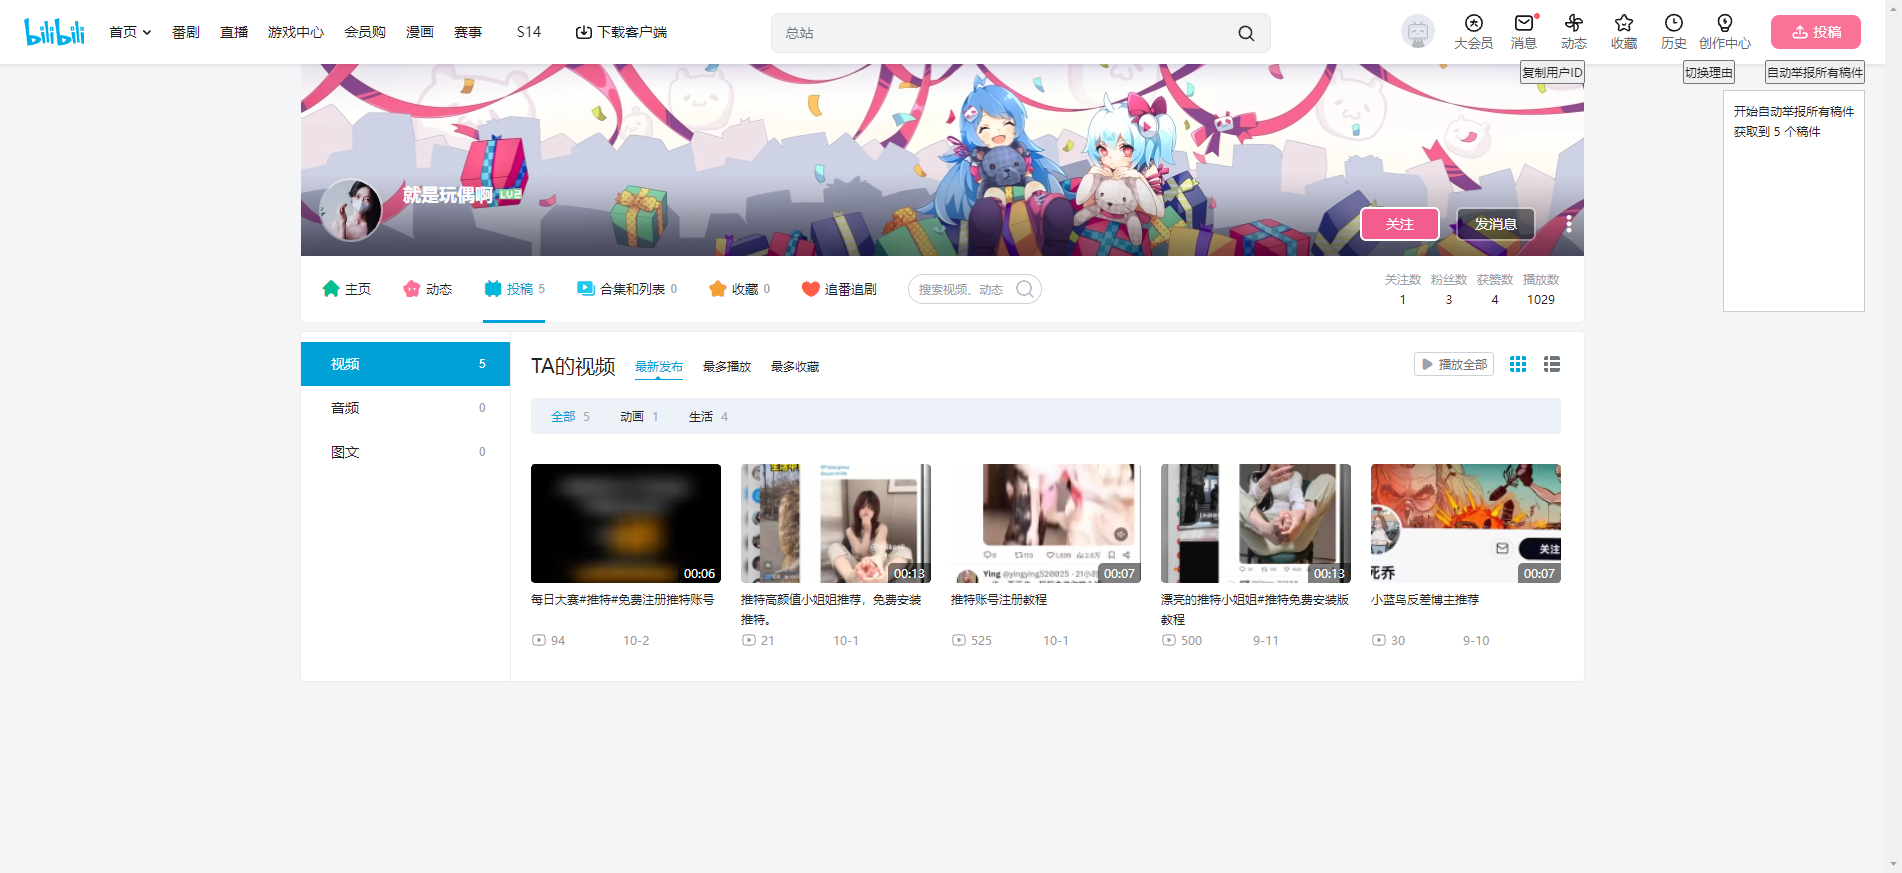 bilibili
首页
番剧
直播
游戏中心
会员购
漫画
赛事
S14
下载客户端
总站
大会员
消息
动态
收藏
历史
创作中心
投稿
复制用户ID
切换理由
自动举报所有稿件
开始自动举报所有稿件
获取到 5 个稿件
就是玩偶啊 LV2
关注
发消息
主页
动态
投稿 5
合集和列表 0
收藏 0
追番追剧
搜索视频、动态
关注数 粉丝数 获赞数 播放数
1 3 4 1029
视频 5
音频 0
图文 0
TA的视频
最新发布
最多播放
最多收藏
播放全部
全部 5
动画 1
生活 4
00:06
00:13
Ying @yingying520025 · 21小时
00:07
00:13
关注
死乔
00:07
每日大赛#推特#免费注册推特账号
94 10-2
推特高颜值小姐姐推荐，免费安装
推特。
21 10-1
推特账号注册教程
525 10-1
漂亮的推特小姐姐#推特免费安装版
教程
500 9-11
小蓝鸟反差博主推荐
30 9-10